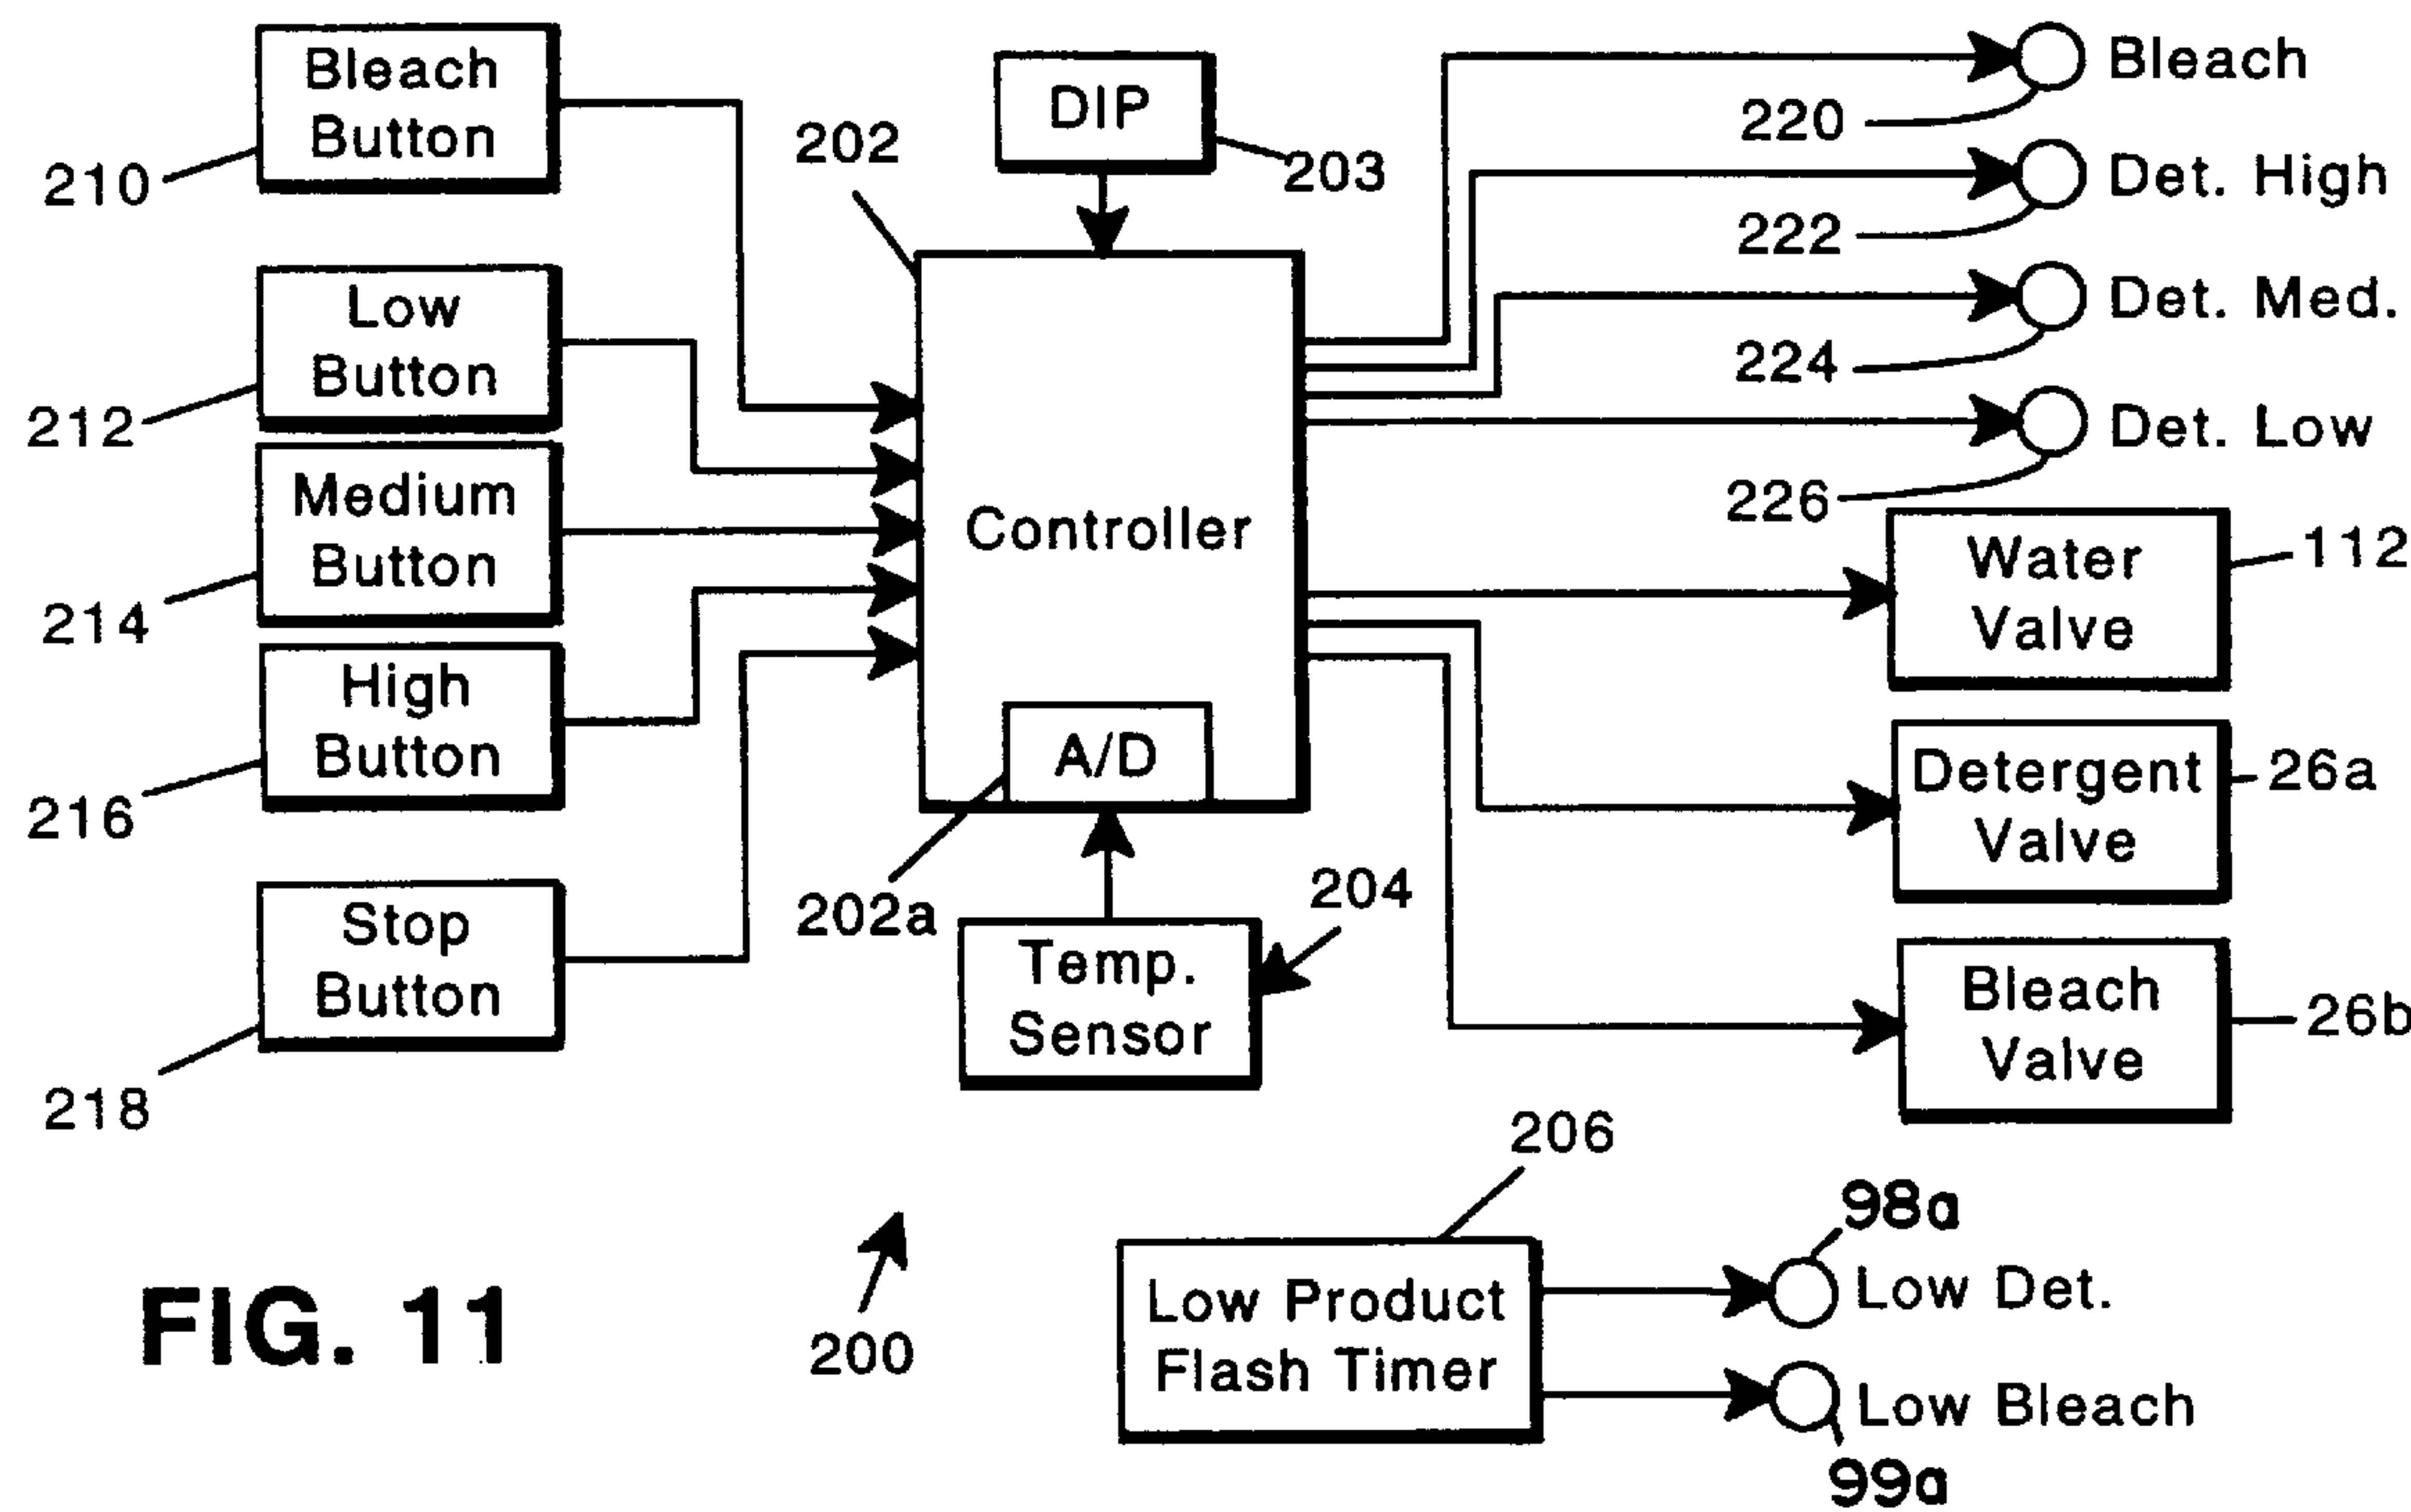 Bleach
Button
210
Low
Button
212
Medium
Button
214
High
Button
216
Stop
Button
218
DIP
203
202
Controller
A/D
202a
204
Temp.
Sensor
Bleach
220
Det. High
222
Det. Med.
224
Det. Low
226
Water
Valve
112
Detergent
Valve
26a
Bleach
Valve
26b
206
Low Product
Flash Timer
98a
Low Det.
Low Bleach
99a
200
FIG. 11